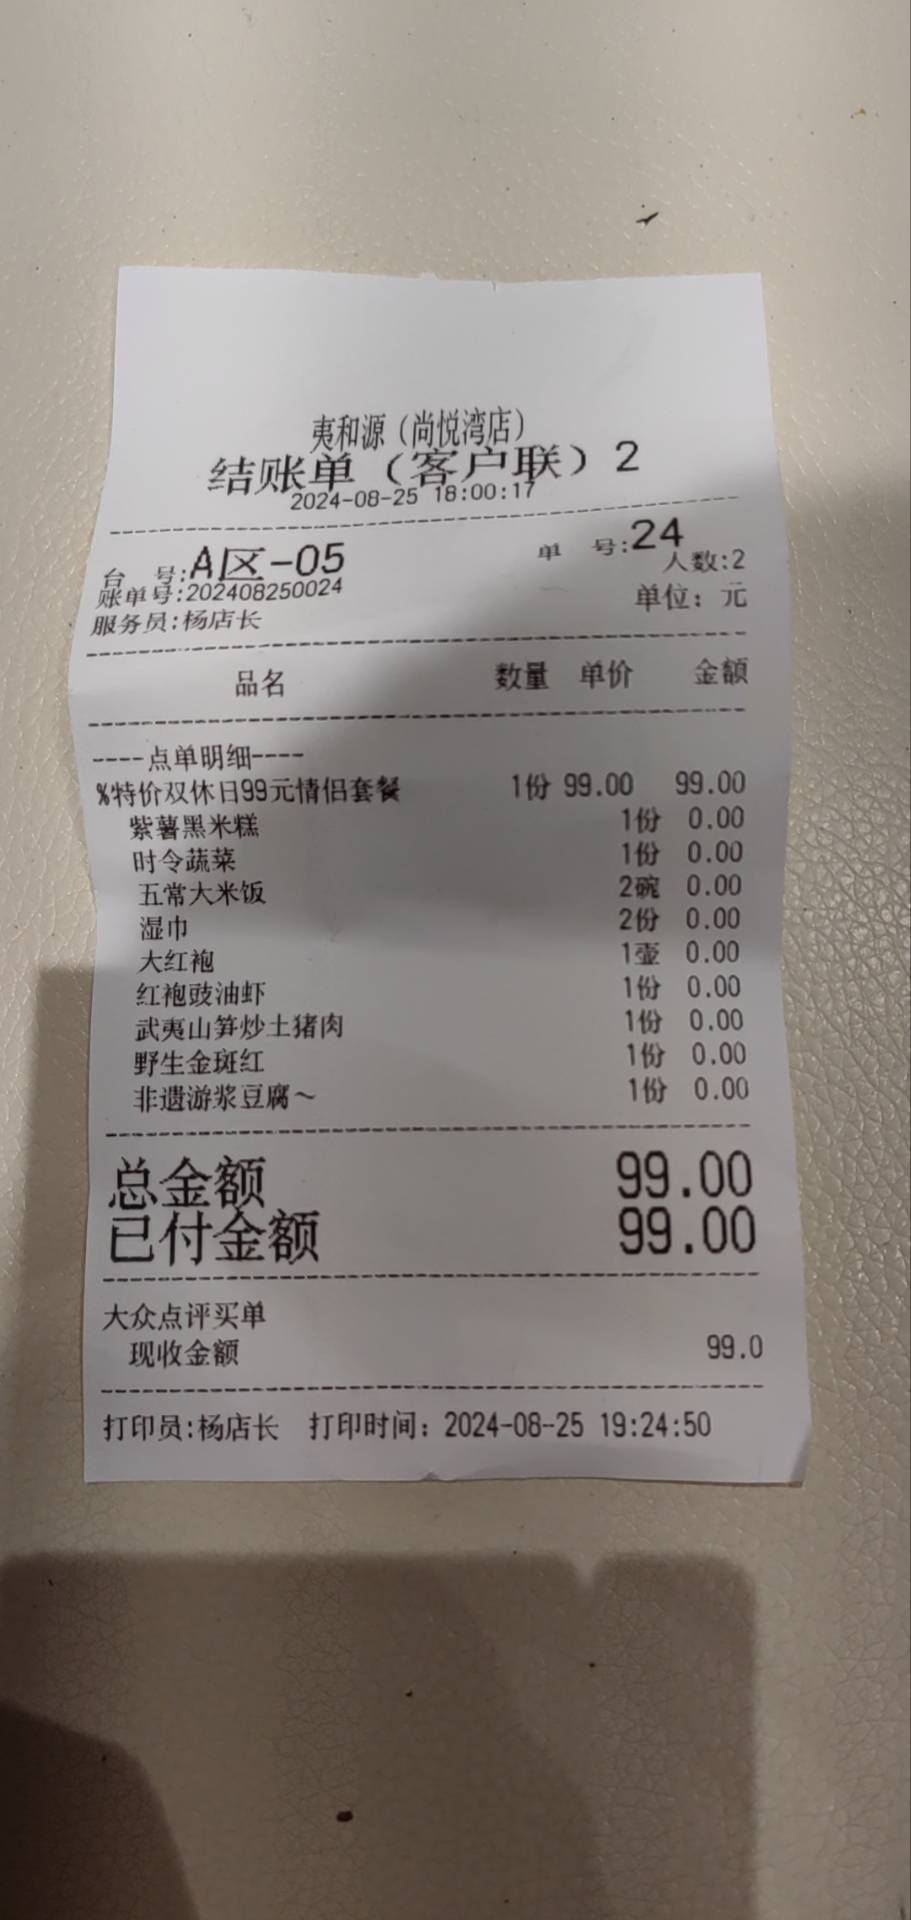 夷和源（尚悦湾店）
结账单（客户联）2
2024-08-25 18:00:17
台 号:A区-05 单 号:24
人数:2
账单号:202408250024
单位：元
服务员:杨店长
品名 数量 单价 金额
----点单明细----
%特价双休日99元情侣套餐 1份 99.00 99.00
紫薯黑米糕 1份 0.00
时令蔬菜 1份 0.00
五常大米饭 2碗 0.00
湿巾 2份 0.00
大红袍 1壶 0.00
红袍豉油虾 1份 0.00
武夷山笋炒土猪肉 1份 0.00
野生金斑红 1份 0.00
非遗游浆豆腐～ 1份 0.00
总金额 99.00
已付金额 99.00
大众点评买单
现收金额 99.0
打印员:杨店长 打印时间：2024-08-25 19:24:50